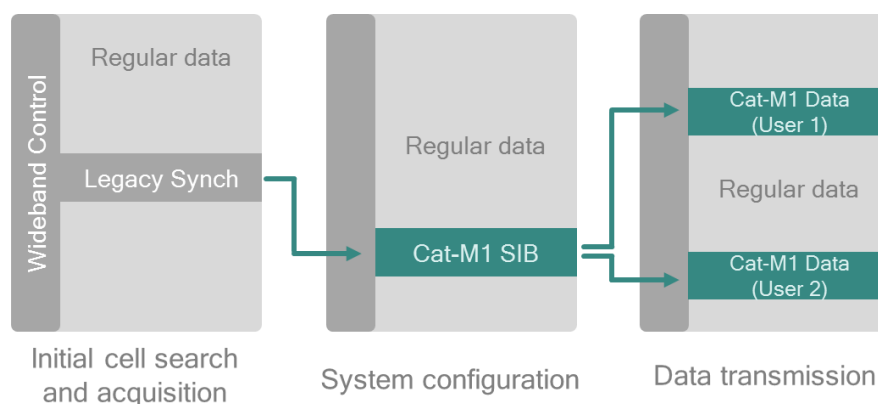 Wideband Control
Regular data
Legacy Synch
Initial cell search
and acquisition
Regular data
Cat-M1 SIB
System configuration
Cat-M1 Data
(User 1)
Regular data
Cat-M1 Data
(User 2)
Data transmission